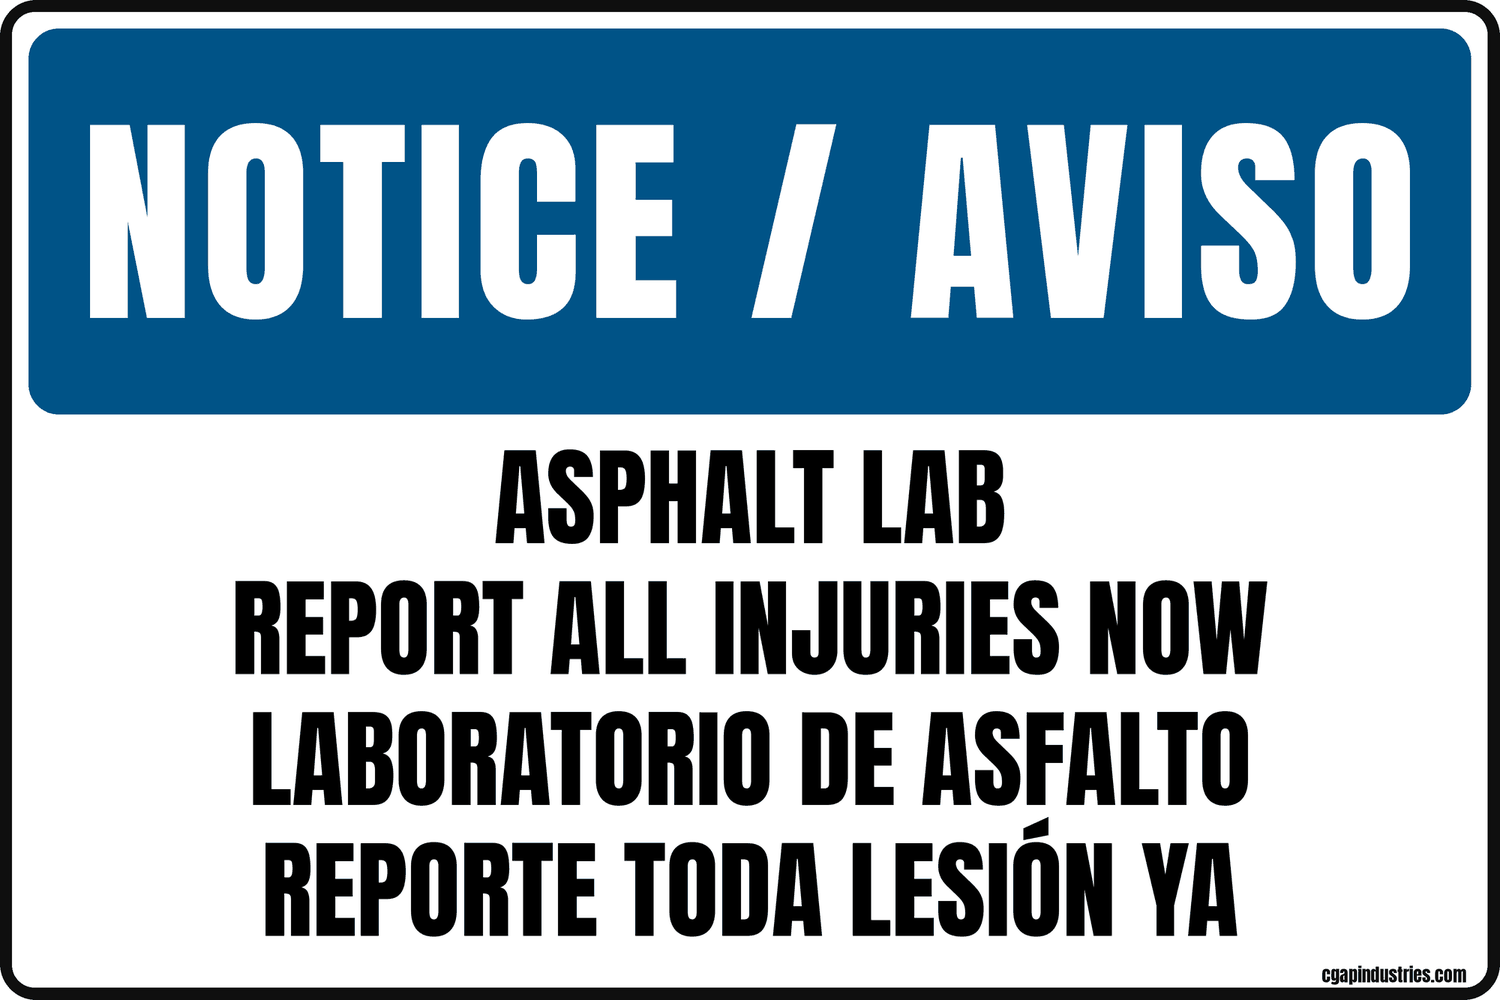 NOTICE / AVISO
ASPHALT LAB
REPORT ALL INJURIES NOW
LABORATORIO DE ASFALTO
REPORTE TODA LESIÓN YA
cgapindustries.com